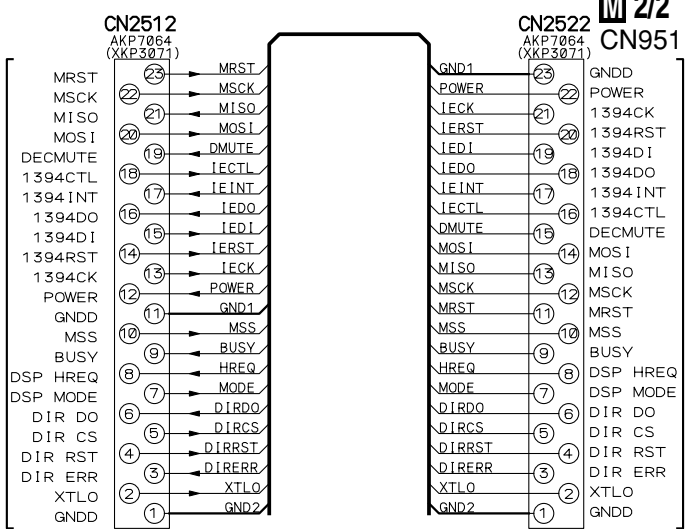 M 2/2
CN2512 CN2522 CN951
AKP7064 AKP7064
(XKP3071) (XKP3071)
MRST 23 MRST GND1 23 GNDD
MSCK 22 MSCK POWER 22 POWER
MISO 21 MISO IECK 21 1394CK
MOSI 20 MOSI IERST 20 1394RST
DECMUTE 19 DMUTE IEDI 19 1394DI
1394CTL 18 IECTL IEDO 18 1394DO
1394INT 17 IEINT IEINT 17 1394INT
1394DO 16 IEDO IECTL 16 1394CTL
1394DI 15 IEDI DMUTE 15 DECMUTE
1394RST 14 IERST MOSI 14 MOSI
1394CK 13 IECK MISO 13 MISO
POWER 12 POWER MSCK 12 MSCK
GNDD 11 GND1 MRST 11 MRST
MSS 10 MSS MSS 10 MSS
BUSY 9 BUSY BUSY 9 BUSY
DSP HREQ 8 HREQ HREQ 8 DSP HREQ
DSP MODE 7 MODE MODE 7 DSP MODE
DIR DO 6 DIRDO DIRDO 6 DIR DO
DIR CS 5 DIRCS DIRCS 5 DIR CS
DIR RST 4 DIRRST DIRRST 4 DIR RST
DIR ERR 3 DIRERR DIRERR 3 DIR ERR
XTLO 2 XTLO XTLO 2 XTLO
GNDD 1 GND2 GND2 1 GNDD